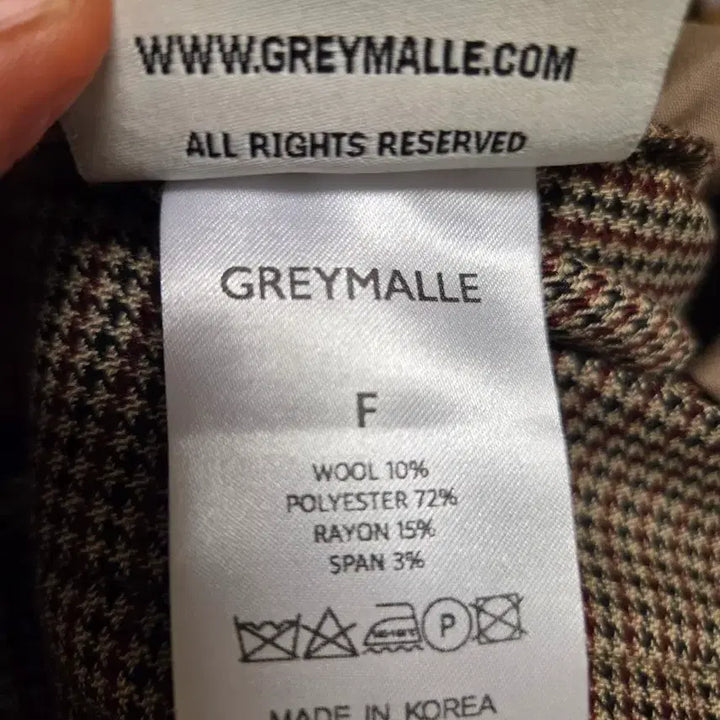 WWW.GREYMALLE.COM
ALL RIGHTS RESERVED
GREYMALLE
F
WOOL 10%
POLYESTER 72%
RAYON 15%
SPAN 3%
P
MADE IN KOREA